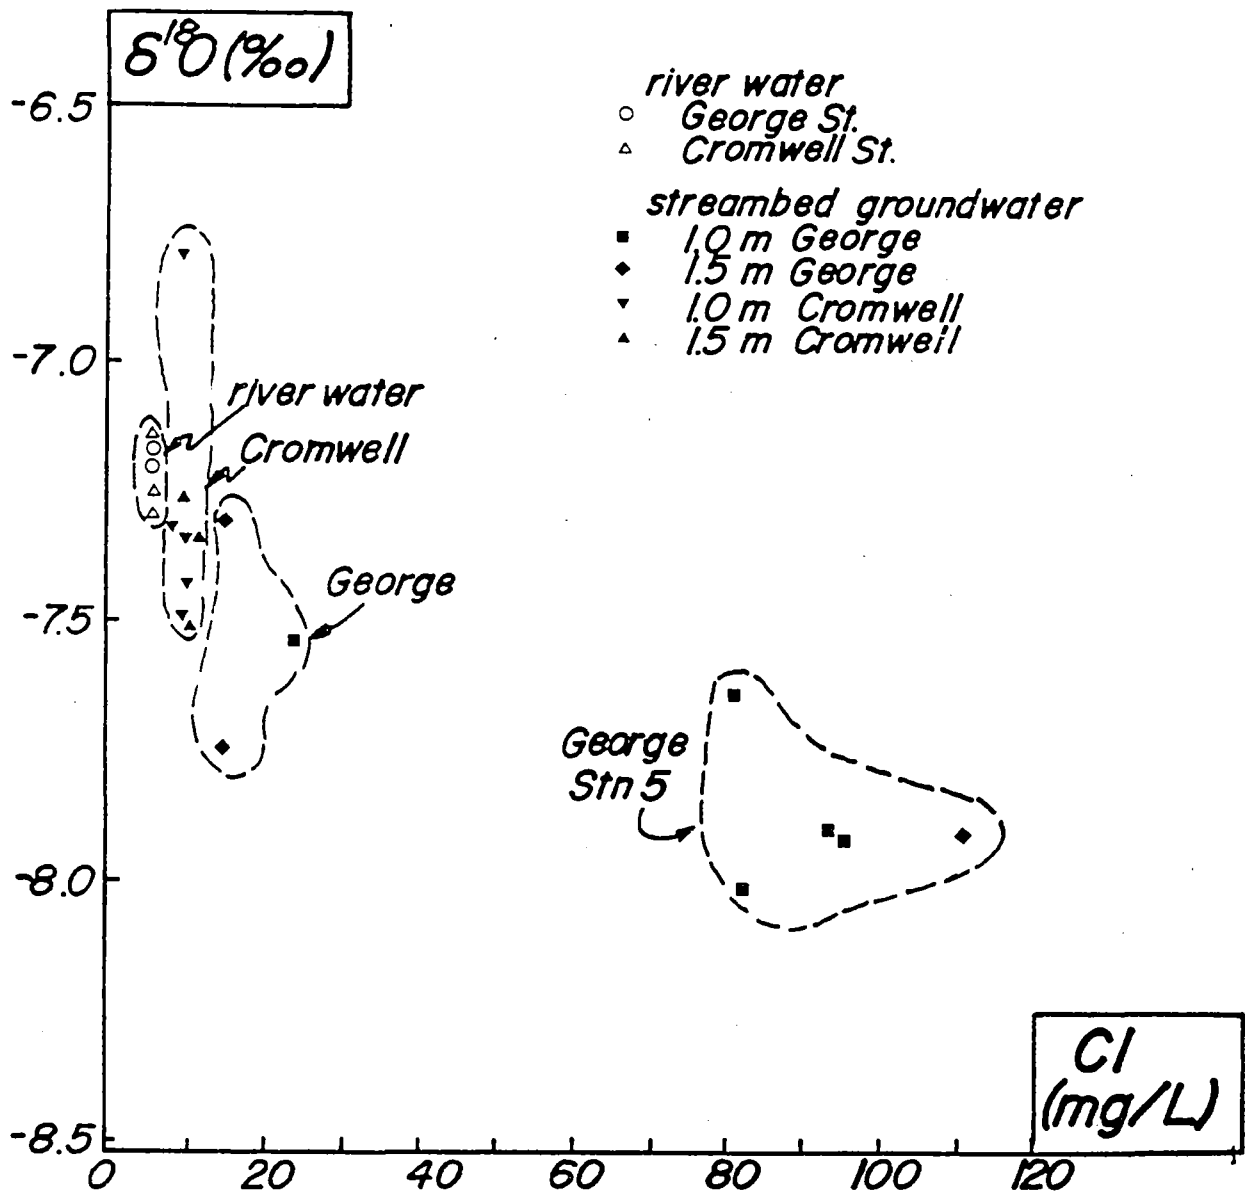 δ¹⁸O (‰)
-6.5
-7.0
-7.5
-8.0
-8.5
river water
George St.
Cromwell St.
streambed groundwater
1.0 m George
1.5 m George
1.0 m Cromwell
1.5 m Cromwell
river water
Cromwell
George
George
Stn 5
Cl
(mg/L)
0 20 40 60 80 100 120